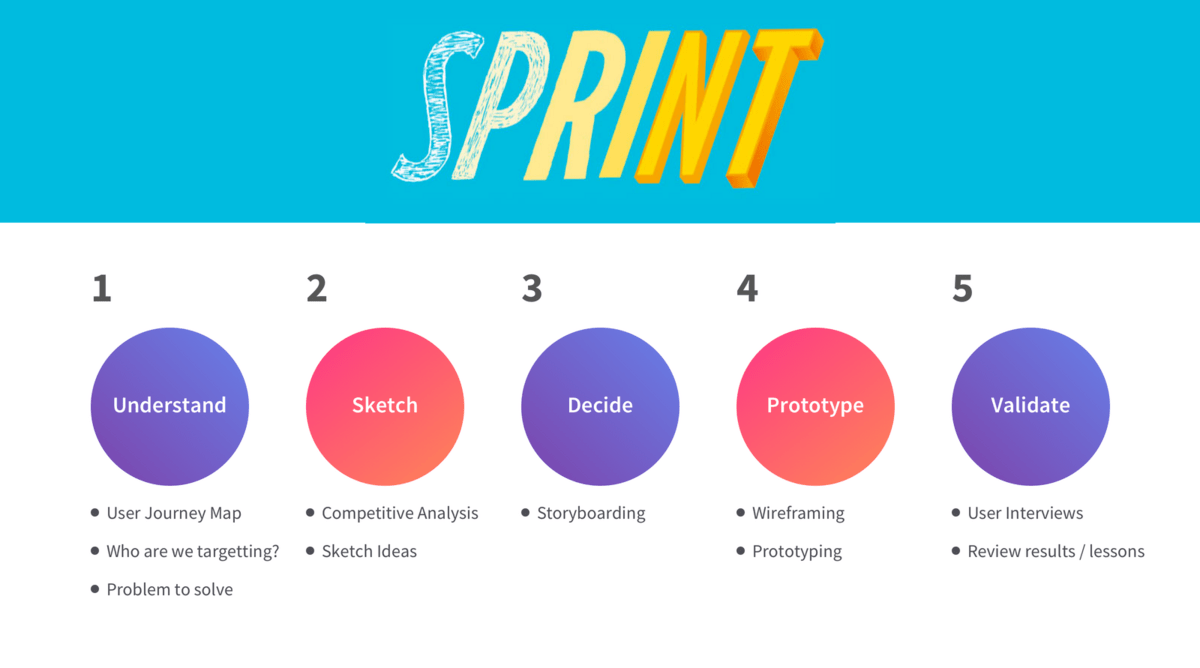 SPRINT
1
Understand
• User Journey Map
• Who are we targetting?
• Problem to solve
2
Sketch
• Competitive Analysis
• Sketch Ideas
3
Decide
• Storyboarding
4
Prototype
• Wireframing
• Prototyping
5
Validate
• User Interviews
• Review results / lessons